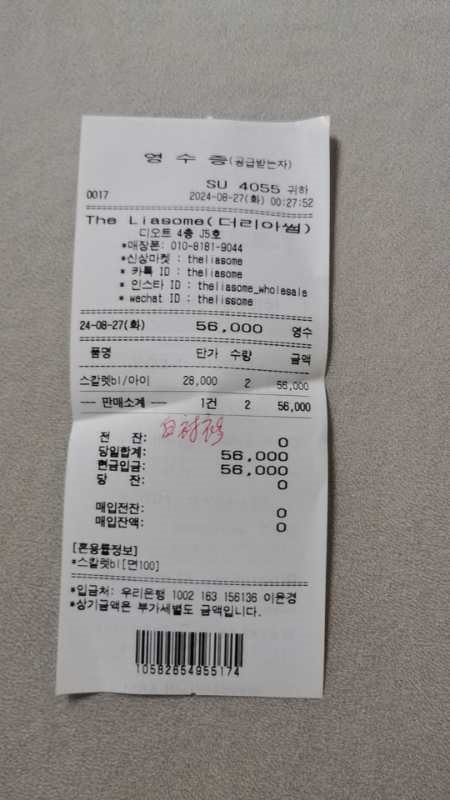 영 수 증(공급받는자)
SU 4055 귀하
0017 2024-08-27(화) 00:27:52
The Liasome(더리아썸)
디오트 4층 J5호
*매장폰: 010-8181-9044
*신상마켓 : theliasome
* 카톡 ID : theliasome
* 인스타 ID : theliasome_wholesale
* wechat ID : thelissome
24-08-27(화) 56,000 영수
품명 단가 수량 금액
스칼렛bl/아이 28,000 2 56,000
--- 판매소계 --- 1건 2 56,000
전 잔: 0
당일합계: 56,000
현금입금: 56,000
당 잔: 0
매입전잔: 0
매입잔액: 0
[혼용률정보]
*스칼렛bl[면100]
*입금처: 우리은행 1002 163 156136 이윤경
*상기금액은 부가세별도 금액입니다.
10582654955174